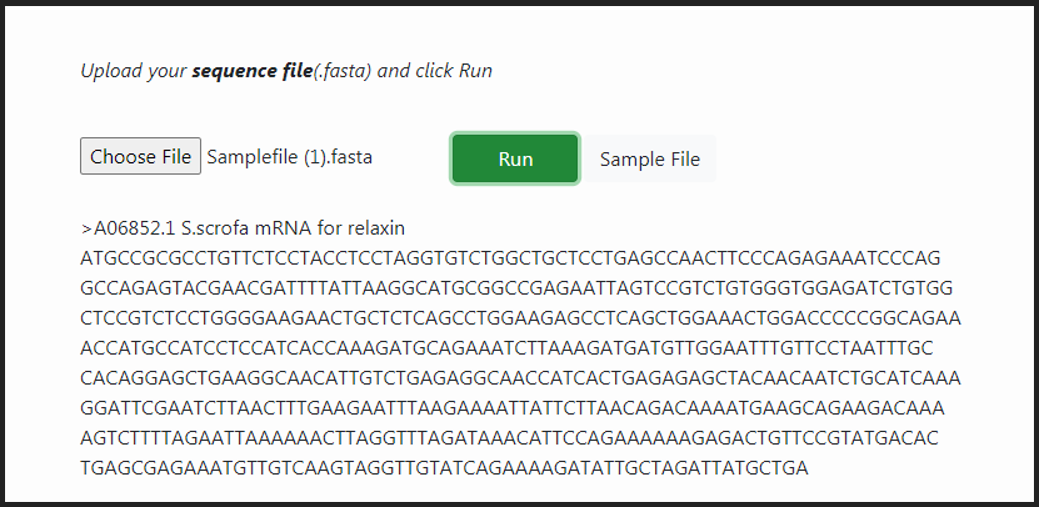 Upload your sequence file(.fasta) and click Run
Choose File Samplefile (1).fasta Run Sample File
>A06852.1 S.scrofa mRNA for relaxin
ATGCCGCGCCTGTTCTCCTACCTCCTAGGTGTCTGGCTGCTCCTGAGCCAACTTCCCAGAGAAATCCCAG
GCCAGAGTACGAACGATTTTATTAAGGCATGCGGCCGAGAATTAGTCCGTCTGTGGGTGGAGATCTGTGG
CTCCGTCTCCTGGGGAAGAACTGCTCTCAGCCTGGAAGAGCCTCAGCTGGAAACTGGACCCCCGGCAGAA
ACCATGCCATCCTCCATCACCAAAGATGCAGAAATCTTAAAGATGATGTTGGAATTTGTTCCTAATTTGC
CACAGGAGCTGAAGGCAACATTGTCTGAGAGGCAACCATCACTGAGAGAGCTACAACAATCTGCATCAAA
GGATTCGAATCTTAACTTTGAAGAATTTAAGAAAATTATTCTTAACAGACAAAATGAAGCAGAAGACAAA
AGTCTTTTAGAATTAAAAAACTTAGGTTTAGATAAACATTCCAGAAAAAAGAGACTGTTCCGTATGACAC
TGAGCGAGAAATGTTGTCAAGTAGGTTGTATCAGAAAAGATATTGCTAGATTATGCTGA